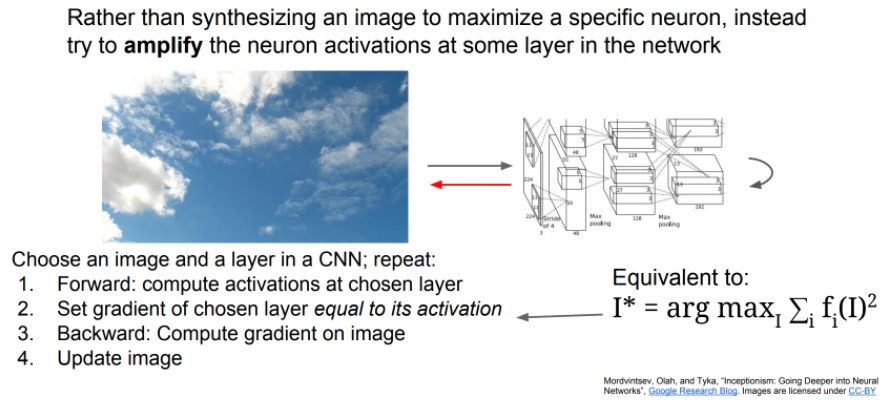 Rather than synthesizing an image to maximize a specific neuron, instead
try to amplify the neuron activations at some layer in the network
224
11
11
224
Stride
of 4
3
55
48
Max
pooling
27
128
128
Max
pooling
13
192
192
Choose an image and a layer in a CNN; repeat:
1. Forward: compute activations at chosen layer
2. Set gradient of chosen layer equal to its activation
3. Backward: Compute gradient on image
4. Update image
Equivalent to:
I* = arg max_I ∑_i f_i(I)²
Mordvintsev, Olah, and Tyka, "Inceptionism: Going Deeper into Neural
Networks", Google Research Blog. Images are licensed under CC-BY